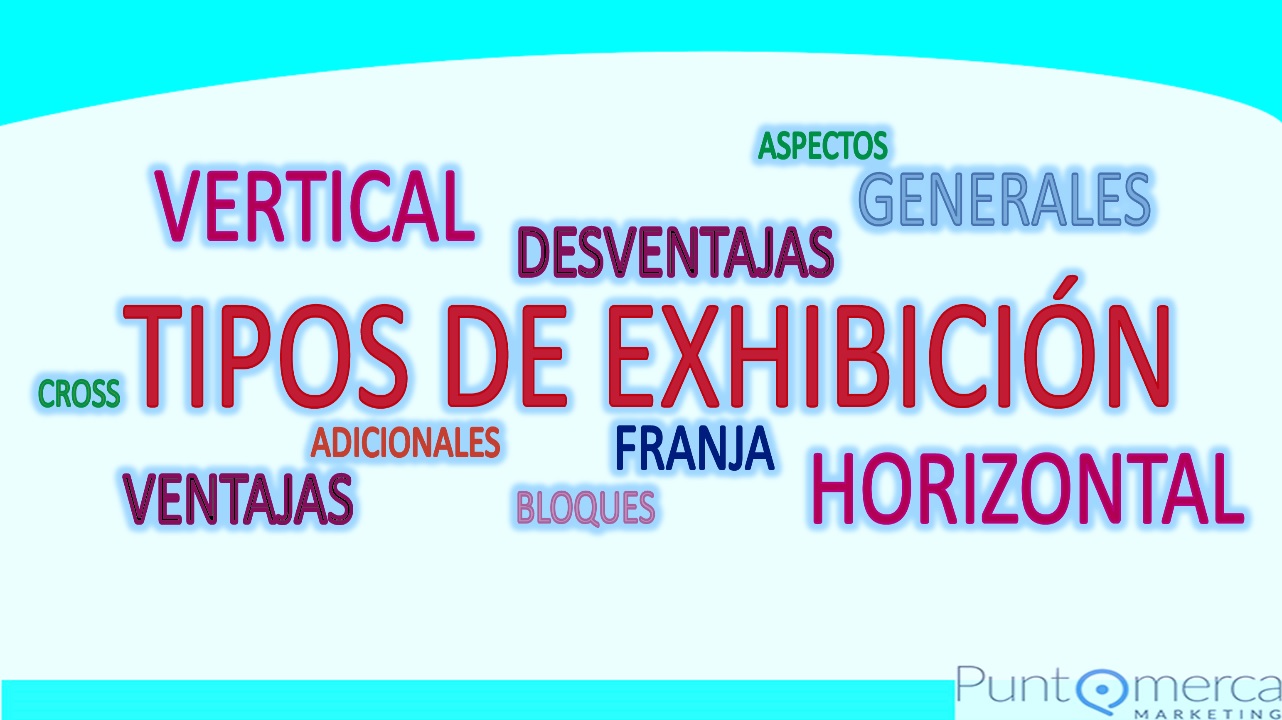 ASPECTOS
VERTICAL
GENERALES
DESVENTAJAS
TIPOS DE EXHIBICIÓN
CROSS
ADICIONALES
FRANJA
VENTAJAS
BLOQUES
HORIZONTAL
Puntomerca
MARKETING